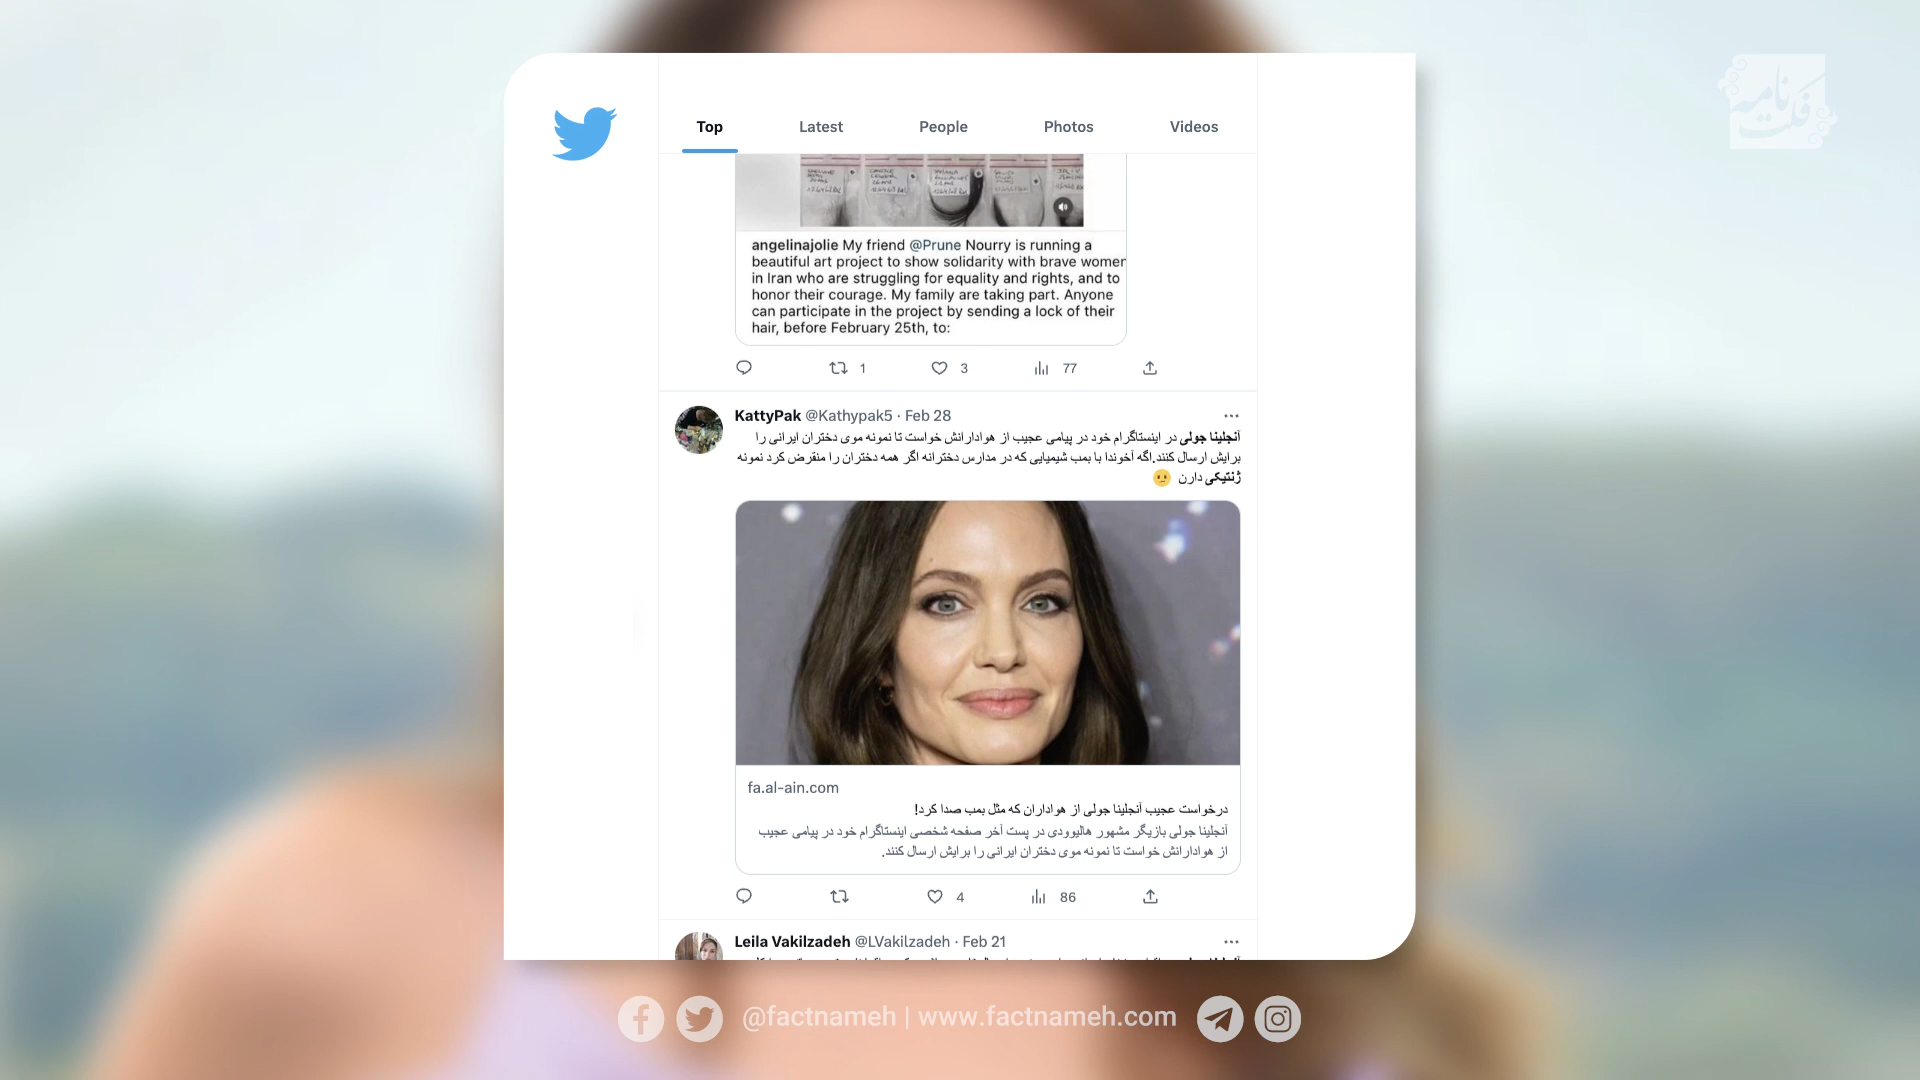 فکت‌نامه
Top
Latest
People
Photos
Videos
angelinajolie My friend @Prune Nourry is running a
beautiful art project to show solidarity with brave women
in Iran who are struggling for equality and rights, and to
honor their courage. My family are taking part. Anyone
can participate in the project by sending a lock of their
hair, before February 25th, to:
1
3
77
KattyPak @Kathypak5 · Feb 28
آنجلینا جولی در اینستاگرام خود در پیامی عجیب از هوادارانش خواست تا نمونه موی دختران ایرانی را
برایش ارسال کنند.اگه آخوندا با بمب شیمیایی که در مدارس دخترانه اگر همه دختران را منقرض کرد نمونه
ژنتیکی دارن 🫤
fa.al-ain.com
درخواست عجیب آنجلینا جولی از هواداران که مثل بمب صدا کرد!
آنجلینا جولی بازیگر مشهور هالیوودی در پست آخر صفحه شخصی اینستاگرام خود در پیامی عجیب
از هوادارانش خواست تا نمونه موی دختران ایرانی را برایش ارسال کنند.
4
86
Leila Vakilzadeh @LVakilzadeh · Feb 21
@factnameh | www.factnameh.com